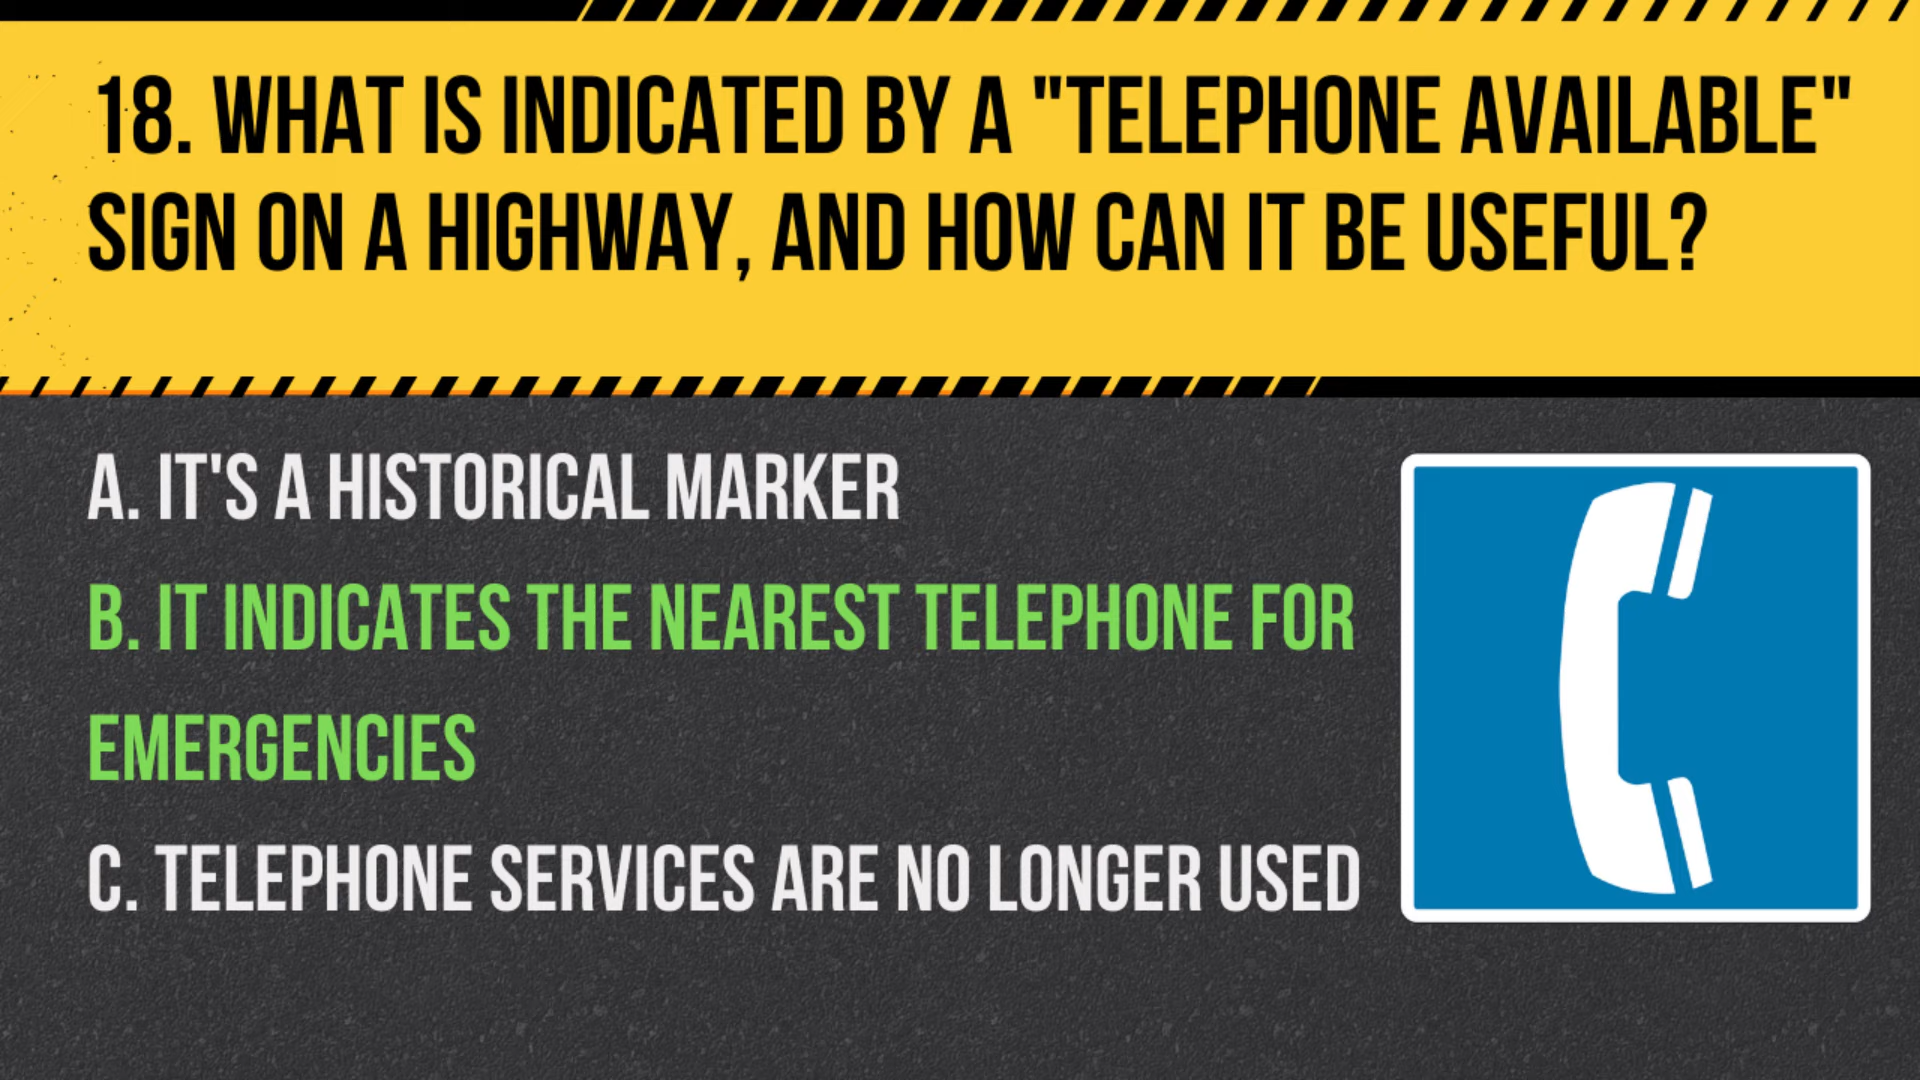 18. WHAT IS INDICATED BY A "TELEPHONE AVAILABLE"
SIGN ON A HIGHWAY, AND HOW CAN IT BE USEFUL?
A. IT'S A HISTORICAL MARKER
B. IT INDICATES THE NEAREST TELEPHONE FOR
EMERGENCIES
C. TELEPHONE SERVICES ARE NO LONGER USED